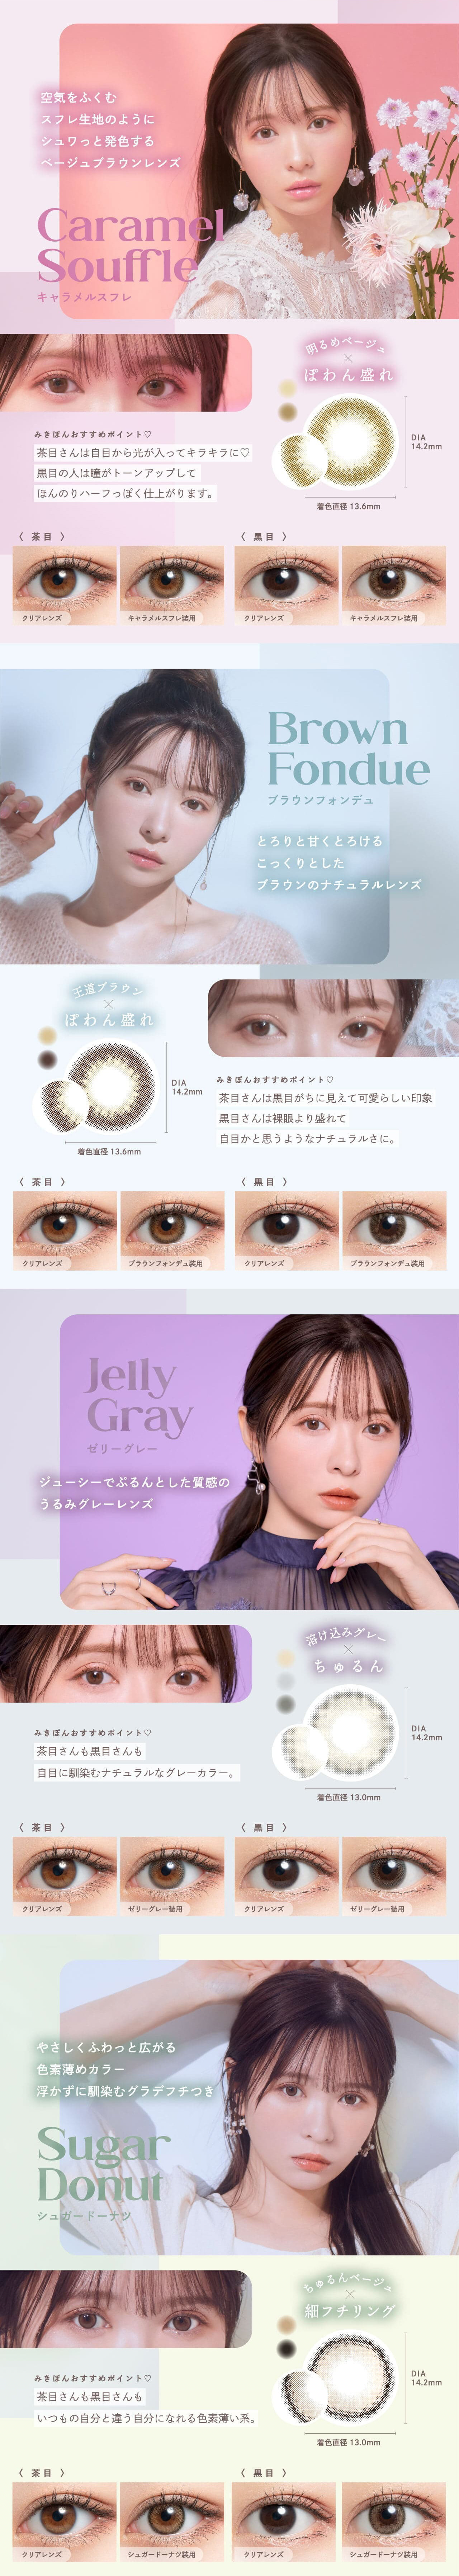 空気をふくむ
スフレ生地のように
シュワっと発色する
ベージュブラウンレンズ
Caramel
Souffle
キャラメルスフレ
明るめベージュ
×
ぽわん盛れ
DIA
14.2mm
着色直径 13.6mm
みきぽんおすすめポイント♡
茶目さんは自目から光が入ってキラキラに♡
黒目の人は瞳がトーンアップして
ほんのりハーフっぽく仕上がります。
〈 茶目 〉
〈 黒目 〉
クリアレンズ
キャラメルスフレ装用
クリアレンズ
キャラメルスフレ装用
Brown
Fondue
ブラウンフォンデュ
とろりと甘くとろける
こっくりとした
ブラウンのナチュラルレンズ
王道ブラウン
×
ぽわん盛れ
DIA
14.2mm
着色直径 13.6mm
みきぽんおすすめポイント♡
茶目さんは黒目がちに見えて可愛らしい印象
黒目さんは裸眼より盛れて
自目かと思うようなナチュラルさに。
〈 茶目 〉
〈 黒目 〉
クリアレンズ
ブラウンフォンデュ装用
クリアレンズ
ブラウンフォンデュ装用
Jelly
Gray
ゼリーグレー
ジューシーでぷるんとした質感の
うるみグレーレンズ
溶け込みグレー
×
ちゅるん
DIA
14.2mm
着色直径 13.0mm
みきぽんおすすめポイント♡
茶目さんも黒目さんも
自目に馴染むナチュラルなグレーカラー。
〈 茶目 〉
〈 黒目 〉
クリアレンズ
ゼリーグレー装用
クリアレンズ
ゼリーグレー装用
やさしくふわっと広がる
色素薄めカラー
浮かずに馴染むグラデフチつき
Sugar
Donut
シュガードーナツ
ちゅるんベージュ
×
細フチリング
DIA
14.2mm
着色直径 13.0mm
みきぽんおすすめポイント♡
茶目さんも黒目さんも
いつもの自分と違う自分になれる色素薄い系。
〈 茶目 〉
〈 黒目 〉
クリアレンズ
シュガードーナツ装用
クリアレンズ
シュガードーナツ装用